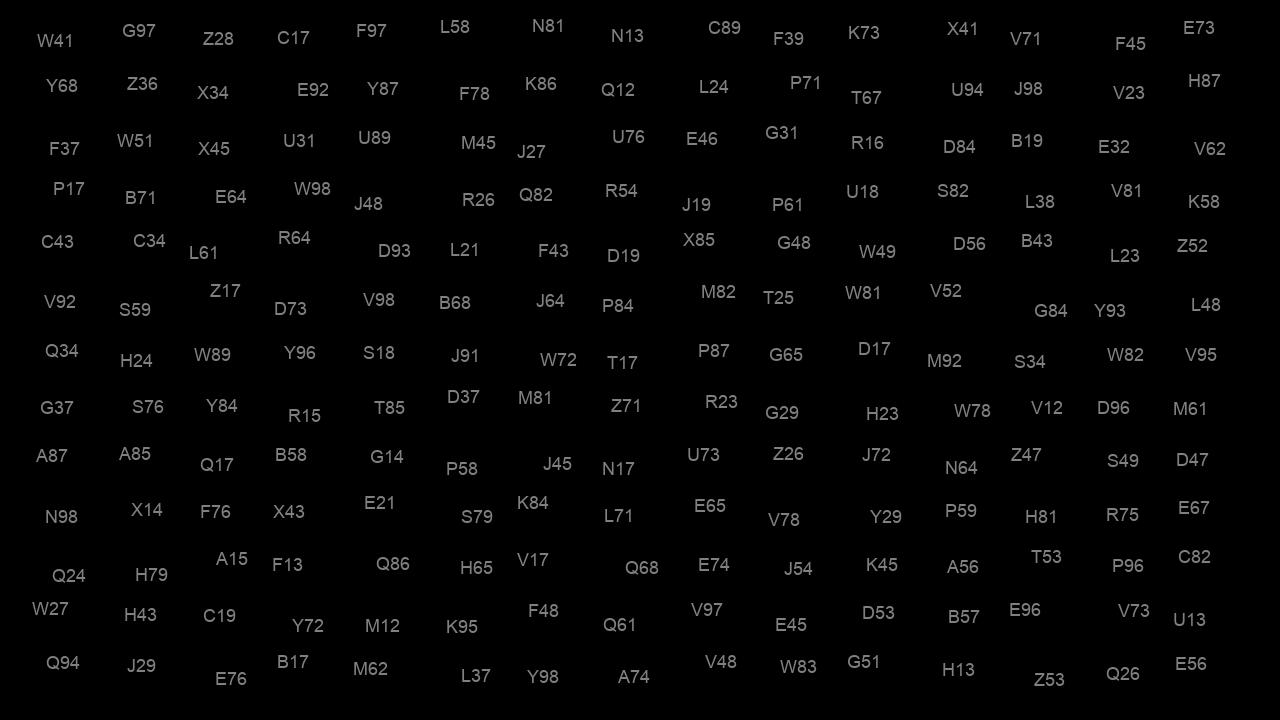 W41 G97 Z28 C17 F97 L58 N81 N13 C89 F39 K73 X41 V71 F45 E73
Y68 Z36 X34 E92 Y87 F78 K86 Q12 L24 P71 T67 U94 J98 V23 H87
F37 W51 X45 U31 U89 M45 J27 U76 E46 G31 R16 D84 B19 E32 V62
P17 B71 E64 W98 J48 R26 Q82 R54 J19 P61 U18 S82 L38 V81 K58
C43 C34 L61 R64 D93 L21 F43 D19 X85 G48 W49 D56 B43 L23 Z52
V92 S59 Z17 D73 V98 B68 J64 P84 M82 T25 W81 V52 G84 Y93 L48
Q34 H24 W89 Y96 S18 J91 W72 T17 P87 G65 D17 M92 S34 W82 V95
G37 S76 Y84 R15 T85 D37 M81 Z71 R23 G29 H23 W78 V12 D96 M61
A87 A85 Q17 B58 G14 P58 J45 N17 U73 Z26 J72 N64 Z47 S49 D47
N98 X14 F76 X43 E21 S79 K84 L71 E65 V78 Y29 P59 H81 R75 E67
Q24 H79 A15 F13 Q86 H65 V17 Q68 E74 J54 K45 A56 T53 P96 C82
W27 H43 C19 Y72 M12 K95 F48 Q61 V97 E45 D53 B57 E96 V73 U13
Q94 J29 E76 B17 M62 L37 Y98 A74 V48 W83 G51 H13 Z53 Q26 E56